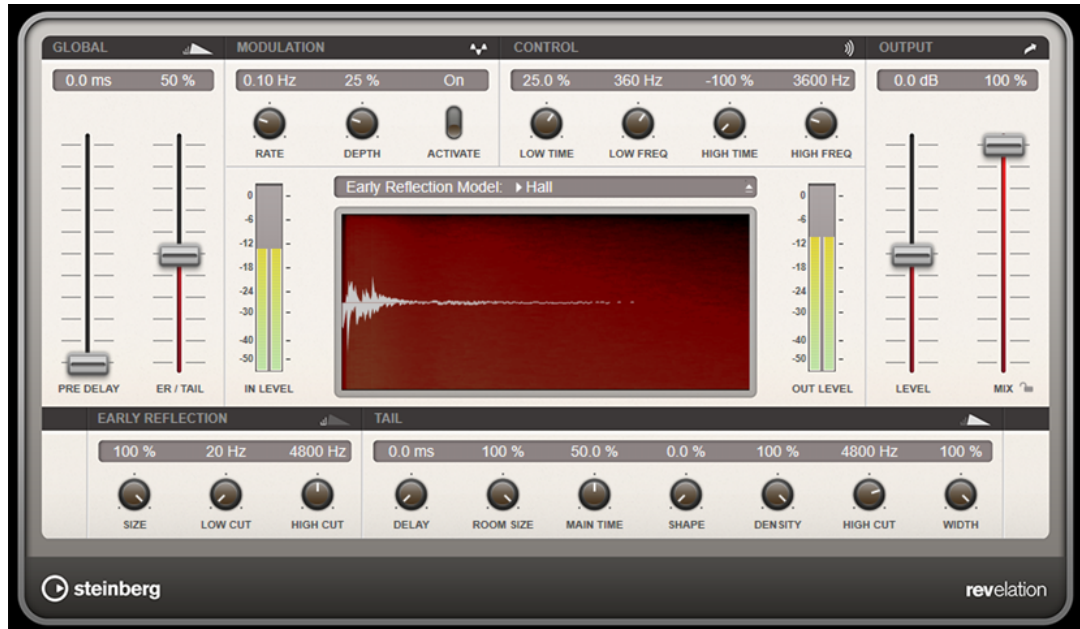 GLOBAL MODULATION CONTROL OUTPUT
0.0 ms 50 % 0.10 Hz 25 % On 25.0 % 360 Hz -100 % 3600 Hz 0.0 dB 100 %
RATE DEPTH ACTIVATE LOW TIME LOW FREQ HIGH TIME HIGH FREQ
Early Reflection Model: Hall
0 0
-6 -6
-12 -12
-18 -18
-24 -24
-30 -30
-40 -40
-50 -50
PRE DELAY ER / TAIL IN LEVEL OUT LEVEL LEVEL MIX
EARLY REFLECTION TAIL
100 % 20 Hz 4800 Hz 0.0 ms 100 % 50.0 % 0.0 % 100 % 4800 Hz 100 %
SIZE LOW CUT HIGH CUT DELAY ROOM SIZE MAIN TIME SHAPE DENSITY HIGH CUT WIDTH
steinberg revelation